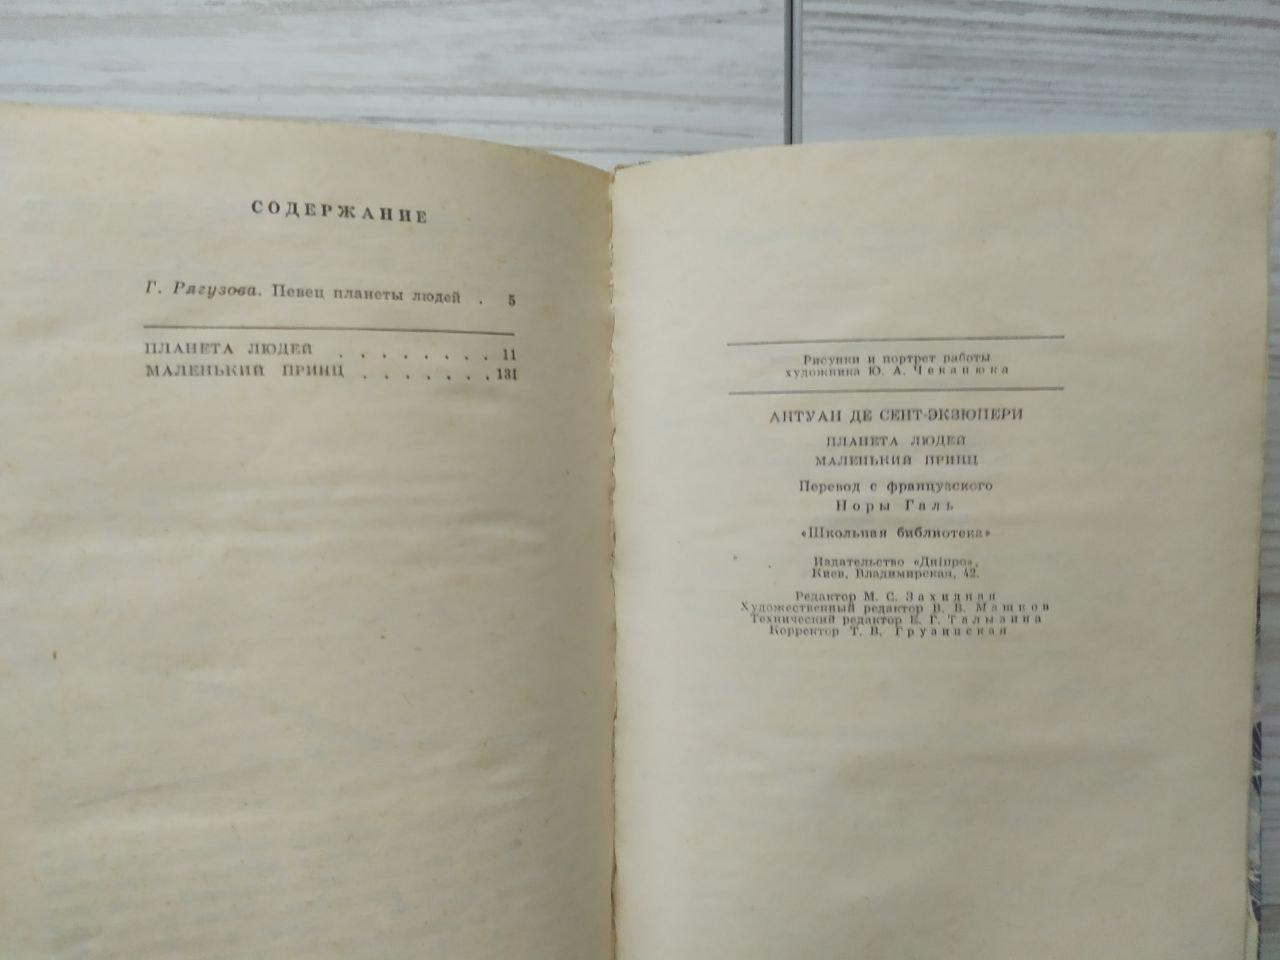 СОДЕРЖАНИЕ
Г. Рягузова. Певец планеты людей . 5
ПЛАНЕТА ЛЮДЕЙ . . . . . . . . 11
МАЛЕНЬКИЙ ПРИНЦ . . . . . . . 131
Рисунки и портрет работы
художника Ю. А. Чеканюка
АНТУАН ДЕ СЕНТ-ЭКЗЮПЕРИ
ПЛАНЕТА ЛЮДЕЙ
МАЛЕНЬКИЙ ПРИНЦ
Перевод с французского
Норы Галь
«Школьная библиотека»
Издательство «Дніпро»,
Киев, Владимирская, 42.
Редактор М. С. Захидная
Художественный редактор В. В. Машков
Технический редактор Е. Г. Талызина
Корректор Т. В. Грузинская